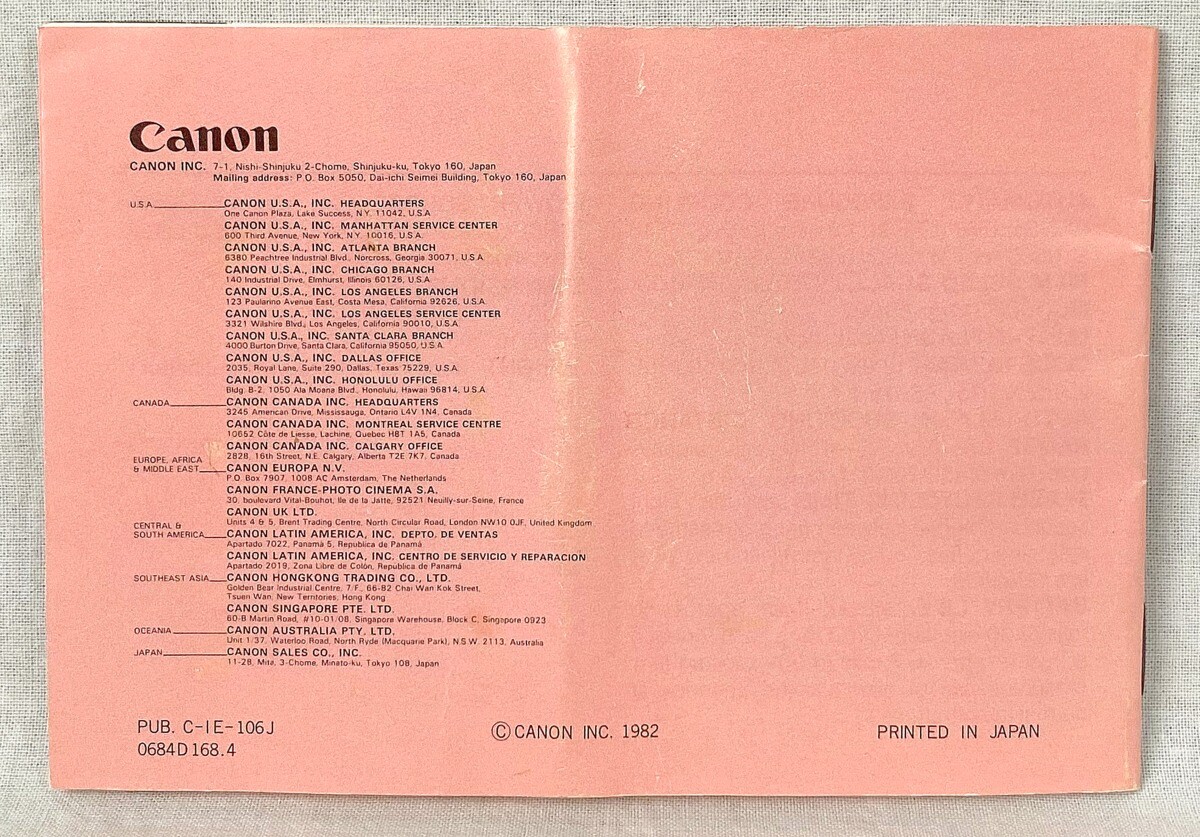 Canon
CANON INC. 7-1, Nishi-Shinjuku 2-Chome, Shinjuku-ku, Tokyo 160, Japan
Mailing address: P.O. Box 5050, Dai-ichi Seimei Building, Tokyo 160, Japan
U.S.A. CANON U.S.A., INC. HEADQUARTERS
One Canon Plaza, Lake Success, N.Y. 11042, U.S.A.
CANON U.S.A., INC. MANHATTAN SERVICE CENTER
600 Third Avenue, New York, N.Y. 10016, U.S.A.
CANON U.S.A., INC. ATLANTA BRANCH
6380 Peachtree Industrial Blvd., Norcross, Georgia 30071, U.S.A.
CANON U.S.A., INC. CHICAGO BRANCH
140 Industrial Drive, Elmhurst, Illinois 60126, U.S.A.
CANON U.S.A., INC. LOS ANGELES BRANCH
123 Paularino Avenue East, Costa Mesa, California 92626, U.S.A.
CANON U.S.A., INC. LOS ANGELES SERVICE CENTER
3321 Wilshire Blvd., Los Angeles, California 90010, U.S.A.
CANON U.S.A., INC. SANTA CLARA BRANCH
4000 Burton Drive, Santa Clara, California 95050, U.S.A.
CANON U.S.A., INC. DALLAS OFFICE
2035, Royal Lane, Suite 290, Dallas, Texas 75229, U.S.A.
CANON U.S.A., INC. HONOLULU OFFICE
Bldg. B-2, 1050 Ala Moana Blvd., Honolulu, Hawaii 96814, U.S.A.
CANADA CANON CANADA INC. HEADQUARTERS
3245 American Drive, Mississauga, Ontario L4V 1N4, Canada
CANON CANADA INC. MONTREAL SERVICE CENTRE
10652 Côte de Liesse, Lachine, Quebec H8T 1A5, Canada
CANON CANADA INC. CALGARY OFFICE
2828, 16th Street, N.E. Calgary, Alberta T2E 7K7, Canada
EUROPE, AFRICA
& MIDDLE EAST CANON EUROPA N.V.
P.O. Box 7907, 1008 AC Amsterdam, The Netherlands
CANON FRANCE-PHOTO CINEMA S.A.
30, boulevard Vital-Bouhot, Ile de la Jatte, 92521 Neuilly-sur-Seine, France
CANON UK LTD.
Units 4 & 5, Brent Trading Centre, North Circular Road, London NW10 0JF, United Kingdom
CENTRAL &
SOUTH AMERICA CANON LATIN AMERICA, INC. DEPTO. DE VENTAS
Apartado 7022, Panamá 5, Republica de Panamá
CANON LATIN AMERICA, INC. CENTRO DE SERVICIO Y REPARACION
Apartado 2019, Zona Libre de Colón, Republica de Panamá
SOUTHEAST ASIA CANON HONGKONG TRADING CO., LTD.
Golden Bear Industrial Centre, 7/F., 66-82 Chai Wan Kok Street,
Tsuen Wan, New Territories, Hong Kong
CANON SINGAPORE PTE. LTD.
60-B Martin Road, #10-01/08, Singapore Warehouse, Block C, Singapore 0923
OCEANIA CANON AUSTRALIA PTY. LTD.
Unit 1/37, Waterloo Road, North Ryde (Macquarie Park), N.S.W. 2113, Australia
JAPAN CANON SALES CO., INC.
11-28, Mita, 3-Chome, Minato-ku, Tokyo 108, Japan
PUB. C-IE-106J
0684D168.4
© CANON INC. 1982
PRINTED IN JAPAN